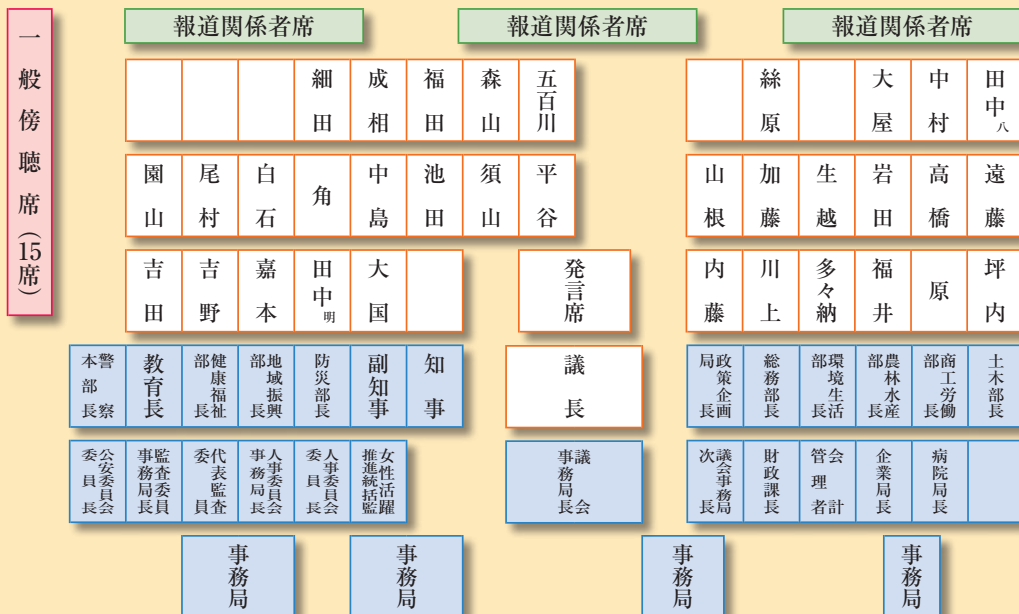 一般傍聴席（15席）
報道関係者席
報道関係者席
報道関係者席
細田
成相
福田
森山
五百川
絲原
大屋
中村
田中八
園山
尾村
白石
角
中島
池田
須山
平谷
山根
加藤
生越
岩田
高橋
遠藤
吉田
吉野
嘉本
田中明
大国
発言席
内藤
川上
多々納
福井
原
坪内
警察本部長
教育長
健康福祉部長
地域振興部長
防災部長
副知事
知事
議長
政策企画局長
総務部長
環境生活部長
農林水産部長
商工労働部長
土木部長
公安委員会委員長
監査委員事務局長
代表監査委員
人事委員会事務局長
人事委員会委員長
女性活躍推進統括監
議会事務局長
議会事務局次長
財政課長
会計管理者
企業局長
病院局長
事務局
事務局
事務局
事務局